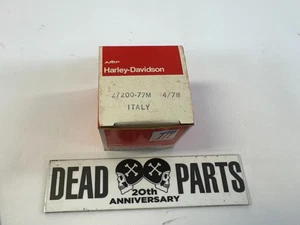 AMF
Harley-Davidson
27200-77M 4/78
ITALY
DEAD PARTS
20th
ANNIVERSARY